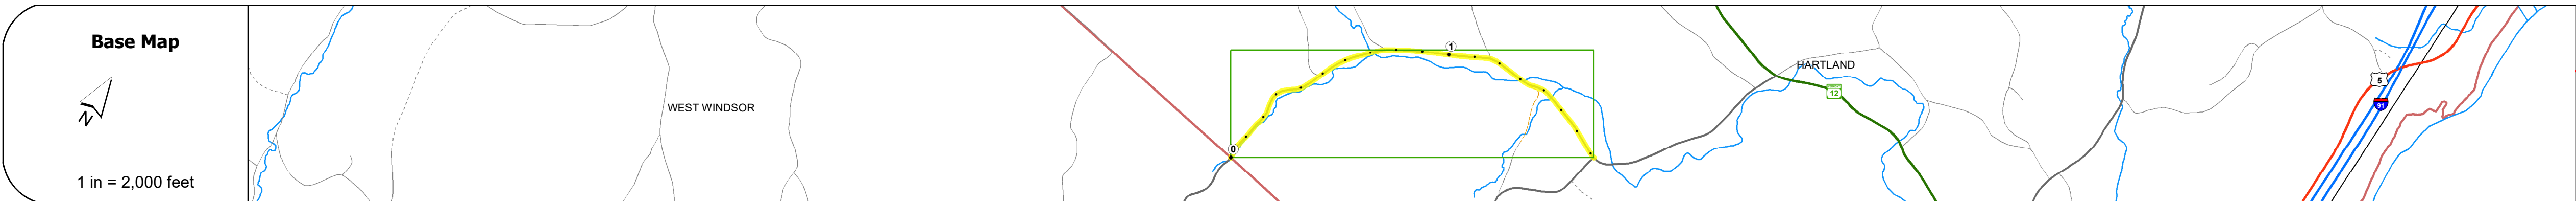 Base Map
N
1 in = 2,000 feet
WEST WINDSOR
0
1
HARTLAND
12
5
91